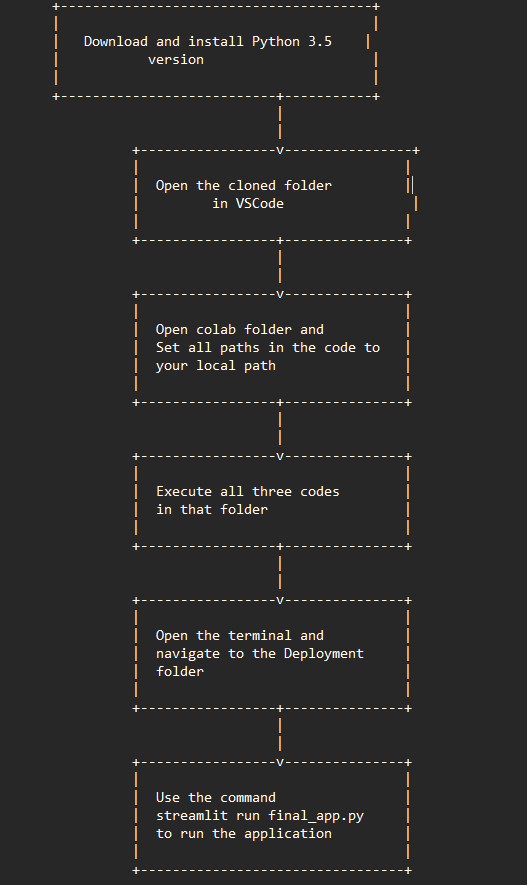 Download and install Python 3.5
version
Open the cloned folder
in VSCode
Open colab folder and
Set all paths in the code to
your local path
Execute all three codes
in that folder
Open the terminal and
navigate to the Deployment
folder
Use the command
streamlit run final_app.py
to run the application